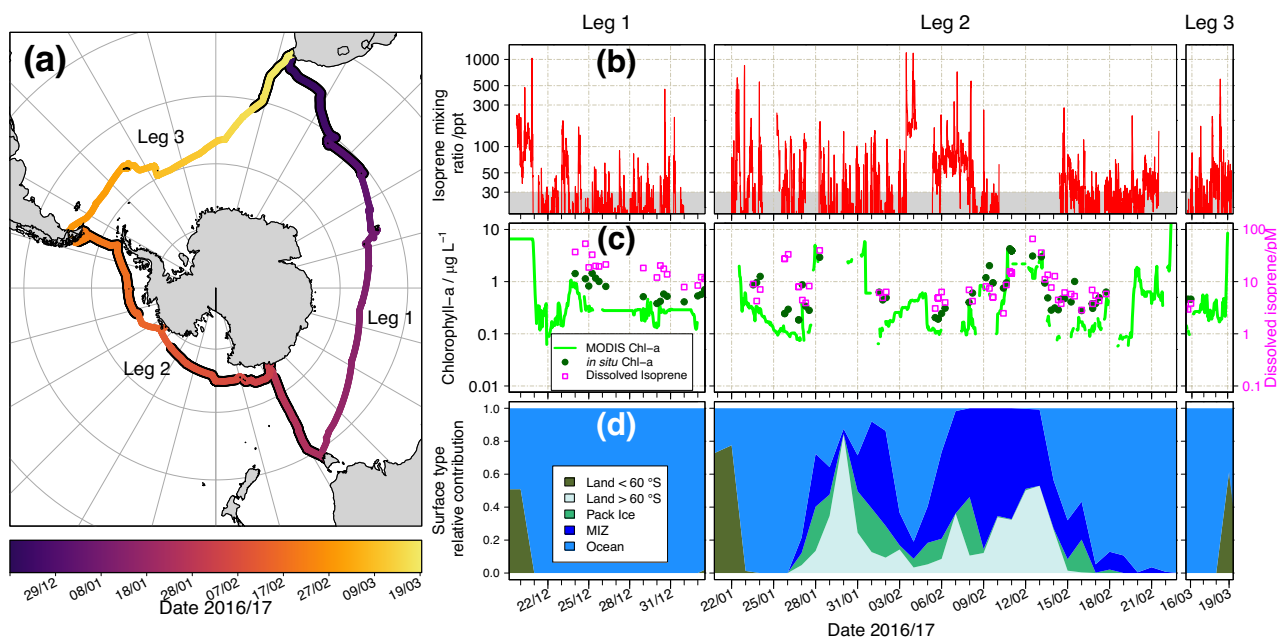 Leg 1
Leg 2
Leg 3
(a)
Leg 3
Leg 1
Leg 2
29/12
08/01
18/01
28/01
07/02
17/02
27/02
09/03
19/03
Date 2016/17
(b)
Isoprene mixing
ratio /ppt
1000
500
300
100
50
30
(c)
Chlorophyll−a / μg L−1
10
1
0.1
0.01
MODIS Chl−a
in situ Chl−a
Dissolved Isoprene
100
10
1
0.1
Dissolved isoprene/pM
(d)
Surface type
relative contribution
1.0
0.8
0.6
0.4
0.2
0.0
Land < 60 °S
Land > 60 °S
Pack Ice
MIZ
Ocean
22/12
25/12
28/12
31/12
22/01
25/01
28/01
31/01
03/02
06/02
09/02
12/02
15/02
18/02
21/02
16/03
19/03
Date 2016/17